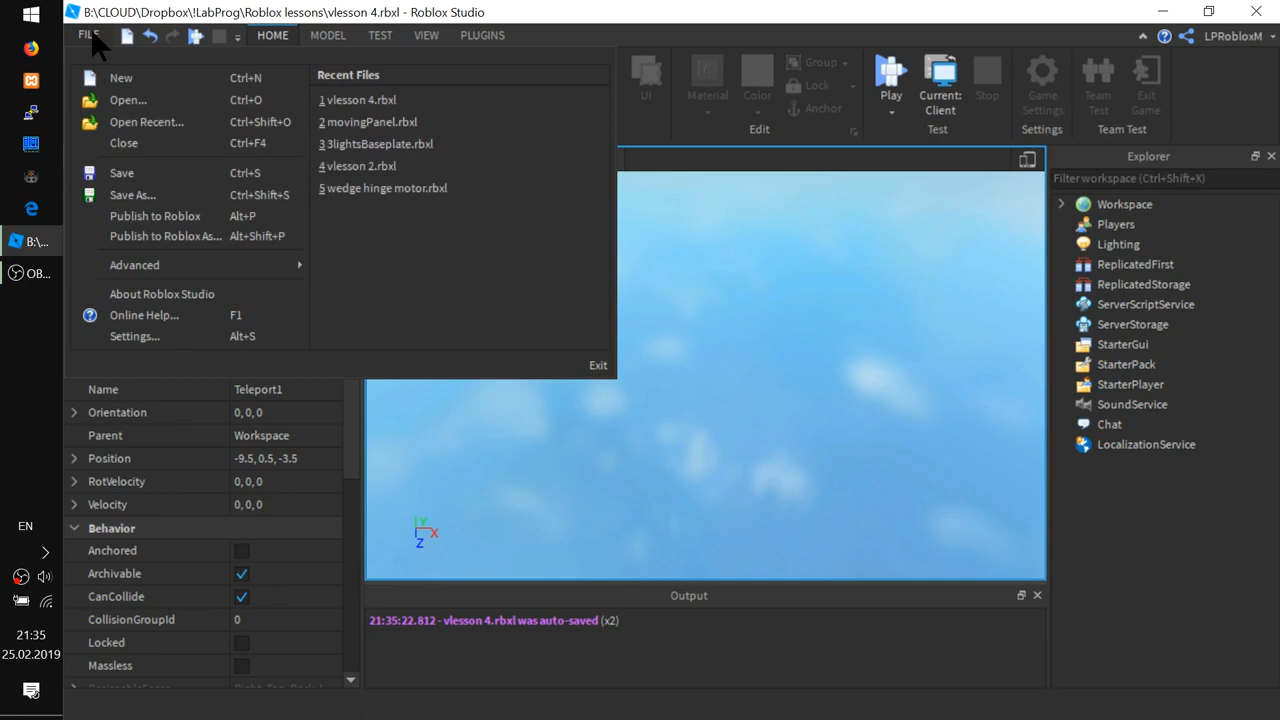 B:\CLOUD\Dropbox\!LabProg\Roblox lessons\vlesson 4.rbxl - Roblox Studio
FILE HOME MODEL TEST VIEW PLUGINS LPRobloxM
New Ctrl+N
Open... Ctrl+O
Open Recent... Ctrl+Shift+O
Close Ctrl+F4
Save Ctrl+S
Save As... Ctrl+Shift+S
Publish to Roblox Alt+P
Publish to Roblox As... Alt+Shift+P
Advanced
About Roblox Studio
Online Help... F1
Settings... Alt+S
Recent Files
1 vlesson 4.rbxl
2 movingPanel.rbxl
3 3lightsBaseplate.rbxl
4 vlesson 2.rbxl
5 wedge hinge motor.rbxl
Exit
UI
Material
Color
Group
Lock
Anchor
Edit
Play
Current:
Client
Stop
Test
Game
Settings
Settings
Team
Test
Exit
Game
Team Test
Explorer
Filter workspace (Ctrl+Shift+X)
Workspace
Players
Lighting
ReplicatedFirst
ReplicatedStorage
ServerScriptService
ServerStorage
StarterGui
StarterPack
StarterPlayer
SoundService
Chat
LocalizationService
Name Teleport1
Orientation 0, 0, 0
Parent Workspace
Position -9.5, 0.5, -3.5
RotVelocity 0, 0, 0
Velocity 0, 0, 0
Behavior
Anchored
Archivable
CanCollide
CollisionGroupId 0
Locked
Massless
Y
X
Z
Output
21:35:22.812 - vlesson 4.rbxl was auto-saved (x2)
B:\...
OB...
EN
21:35
25.02.2019